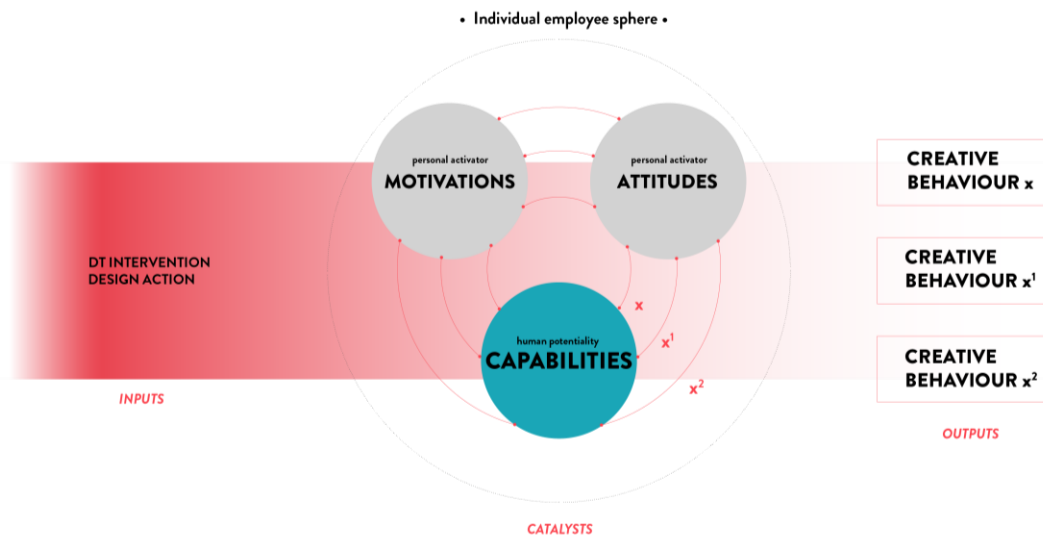 • Individual employee sphere •
personal activator
MOTIVATIONS
personal activator
ATTITUDES
CREATIVE
BEHAVIOUR x
DT INTERVENTION
DESIGN ACTION
CREATIVE
BEHAVIOUR x¹
x
human potentiality
CAPABILITIES
x¹
x²
CREATIVE
BEHAVIOUR x²
INPUTS
OUTPUTS
CATALYSTS